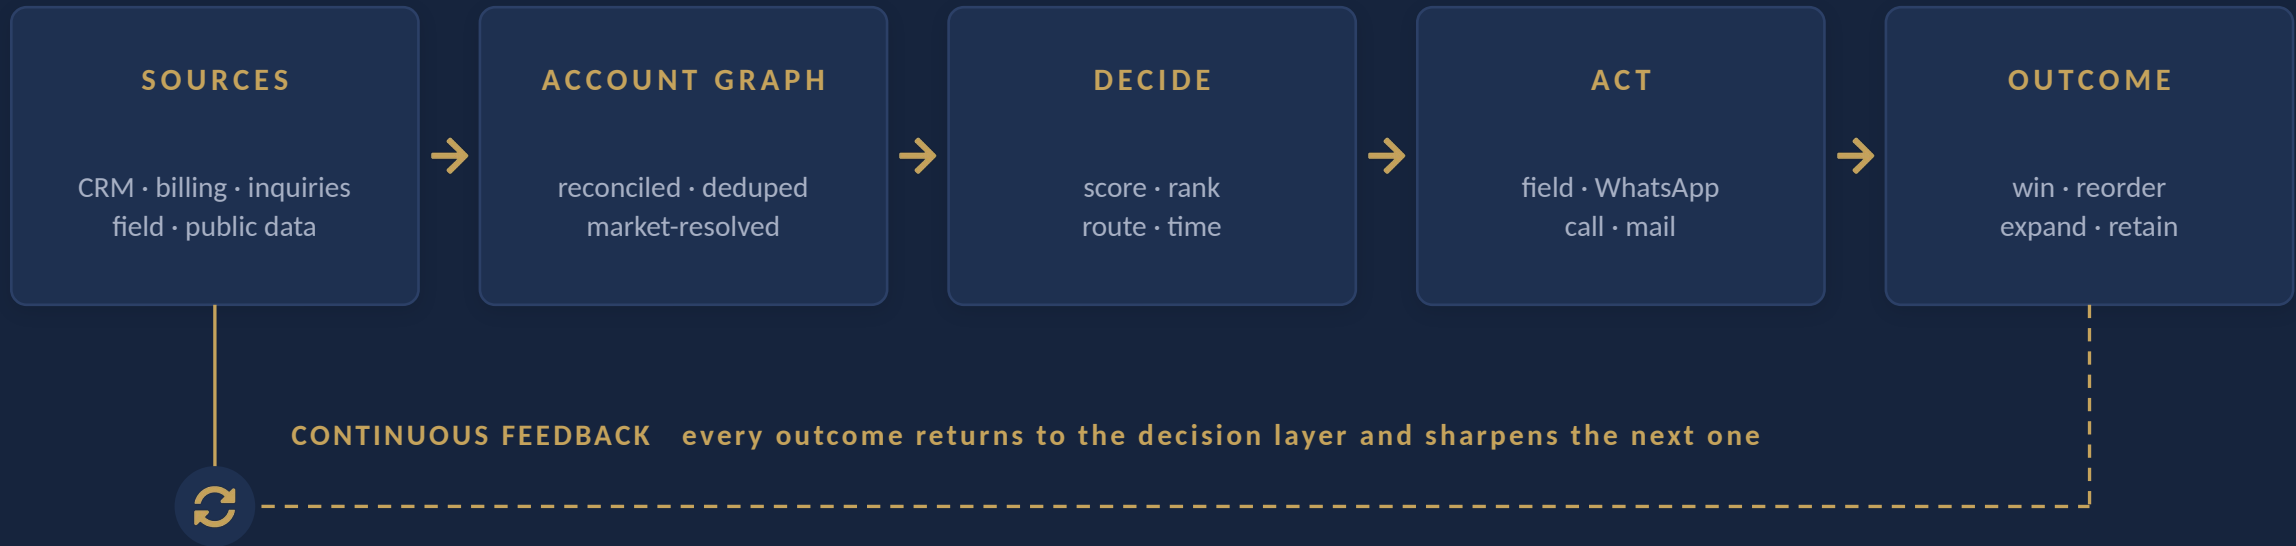 SOURCES
CRM · billing · inquiries
field · public data
ACCOUNT GRAPH
reconciled · deduped
market-resolved
DECIDE
score · rank
route · time
ACT
field · WhatsApp
call · mail
OUTCOME
win · reorder
expand · retain
CONTINUOUS FEEDBACK every outcome returns to the decision layer and sharpens the next one